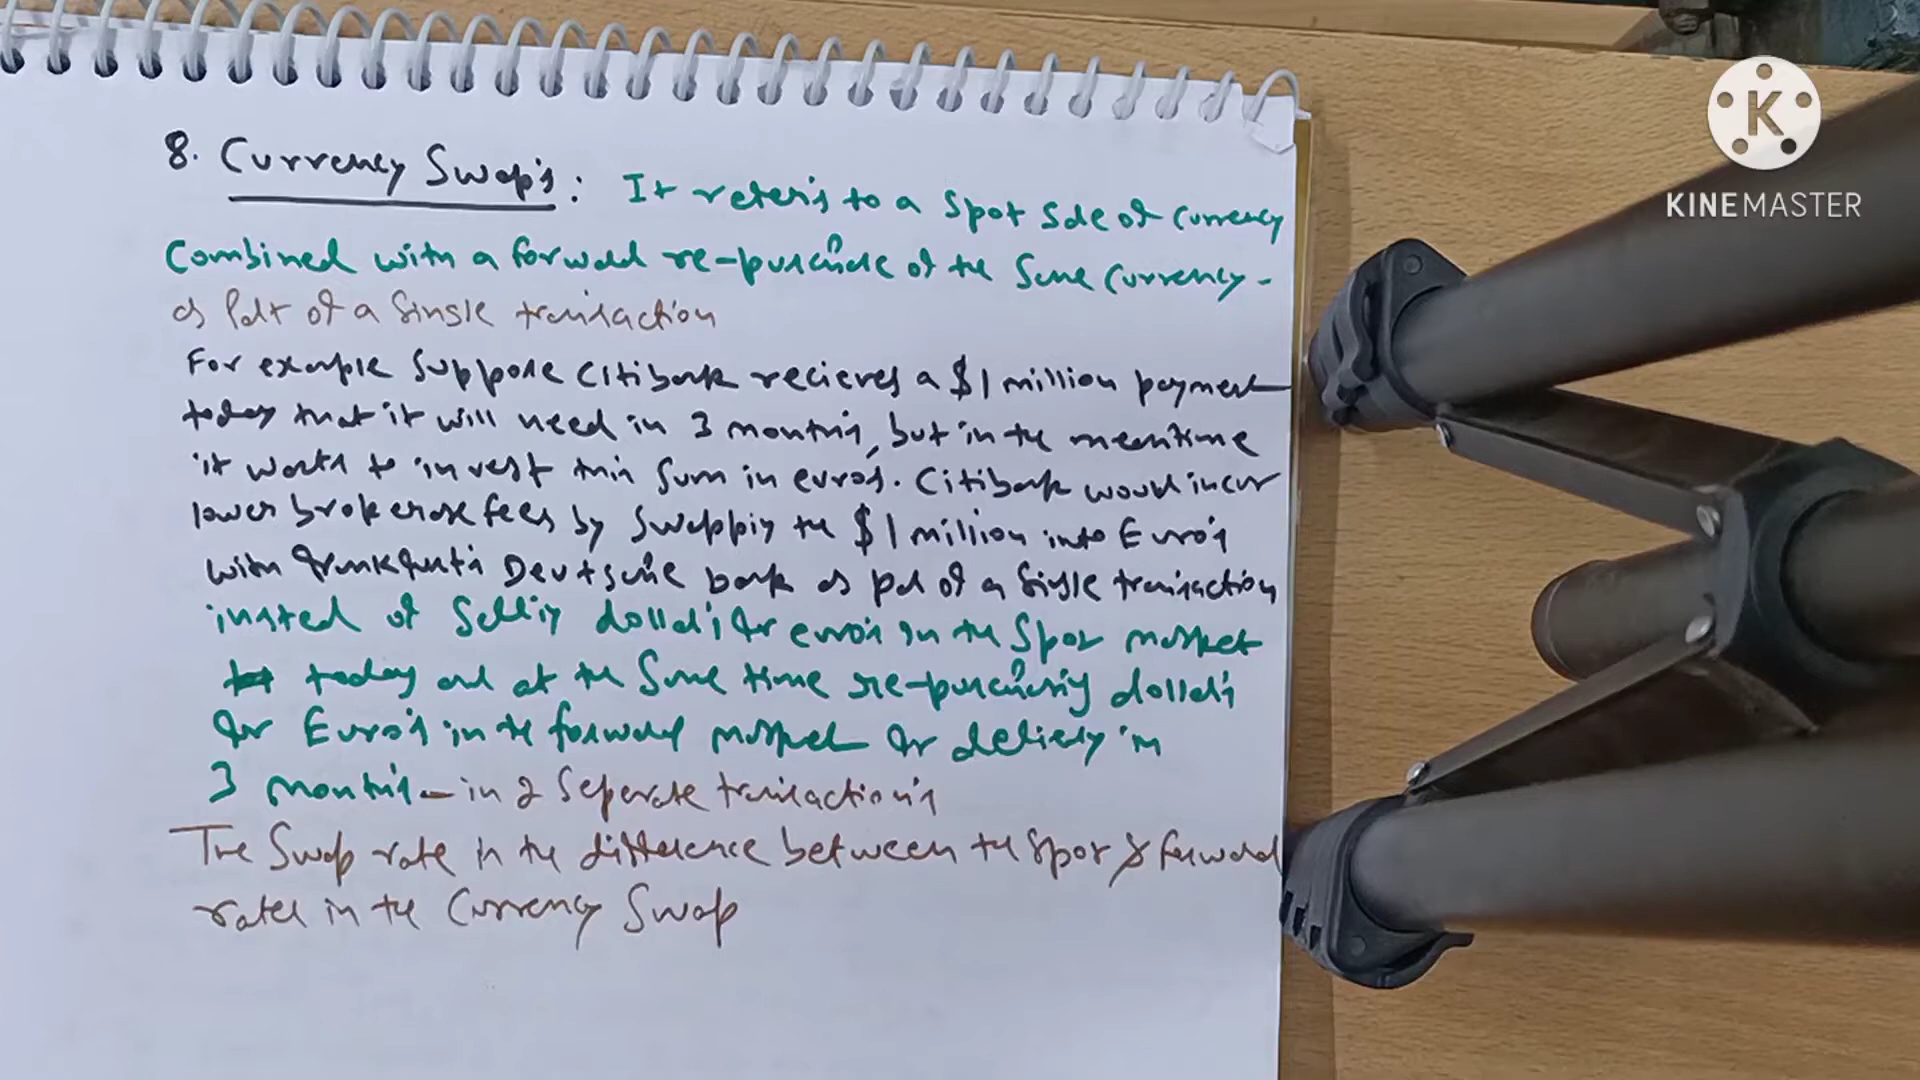 8. Currency Swap's : It refer's to a spot sale of currency
Combined with a forward re-purchase of the same currency -
as Part of a single transaction
For example suppose Citibank recieves a $1 million payment
today that it will need in 3 months, but in the meantime
it wants to invest this sum in euros. Citibank would incur
lower brokerage fees by swapping the $1 million into Euro's
with Frankfurt's Deutsche bank as part of a single transaction
insted of selling dollar's for euro's in the spot market
today and at the same time re-purchasing dollar's
for Euro's in the forward market for delivery in
3 months - in 2 seperate transaction's
The Swap rate is the difference between the spot & forward
rates in the Currency Swap
K
KINEMASTER